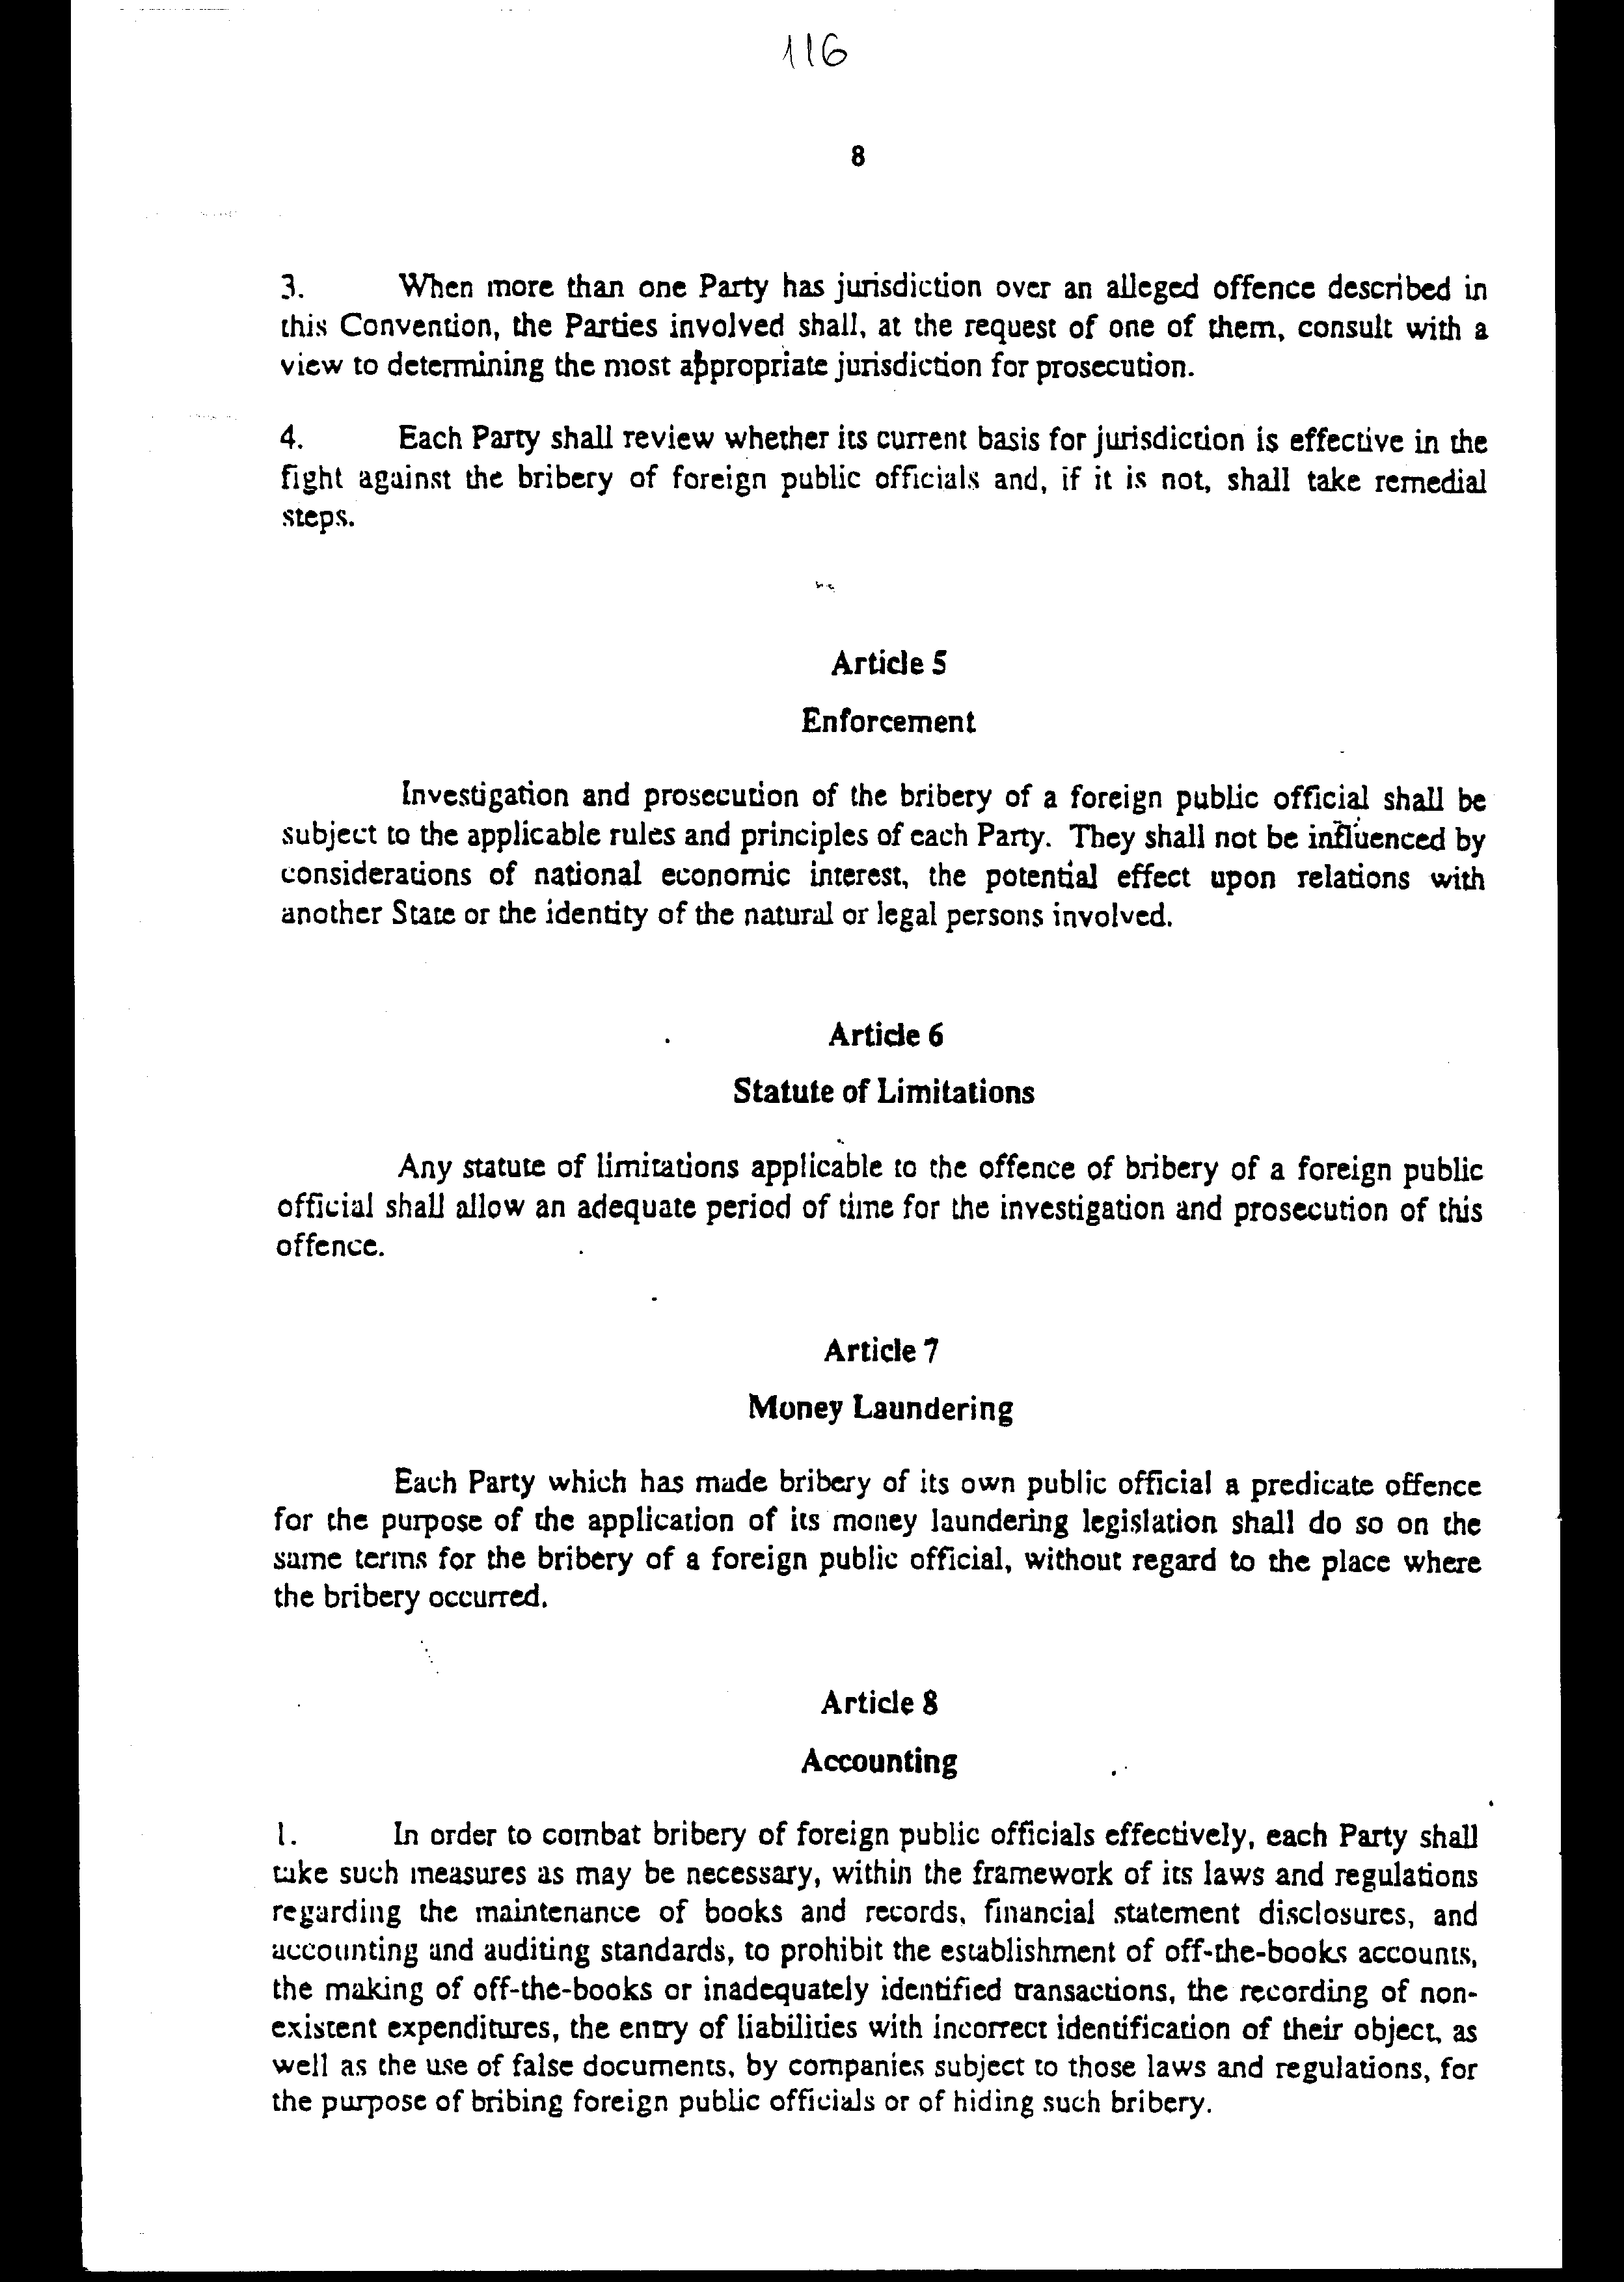 116
8
3. When more than one Party has jurisdiction over an alleged offence described in
this Convention, the Parties involved shall, at the request of one of them, consult with a
view to determining the most appropriate jurisdiction for prosecution.
4. Each Party shall review whether its current basis for jurisdiction is effective in the
fight against the bribery of foreign public officials and, if it is not, shall take remedial
steps.
Article 5
Enforcement
Investigation and prosecution of the bribery of a foreign public official shall be
subject to the applicable rules and principles of each Party. They shall not be influenced by
considerations of national economic interest, the potential effect upon relations with
another State or the identity of the natural or legal persons involved.
Article 6
Statute of Limitations
Any statute of limitations applicable to the offence of bribery of a foreign public
official shall allow an adequate period of time for the investigation and prosecution of this
offence.
Article 7
Money Laundering
Each Party which has made bribery of its own public official a predicate offence
for the purpose of the application of its money laundering legislation shall do so on the
same terms for the bribery of a foreign public official, without regard to the place where
the bribery occurred.
Article 8
Accounting
1. In order to combat bribery of foreign public officials effectively, each Party shall
take such measures as may be necessary, within the framework of its laws and regulations
regarding the maintenance of books and records, financial statement disclosures, and
accounting and auditing standards, to prohibit the establishment of off-the-books accounts,
the making of off-the-books or inadequately identified transactions, the recording of non-
existent expenditures, the entry of liabilities with incorrect identification of their object, as
well as the use of false documents, by companies subject to those laws and regulations, for
the purpose of bribing foreign public officials or of hiding such bribery.